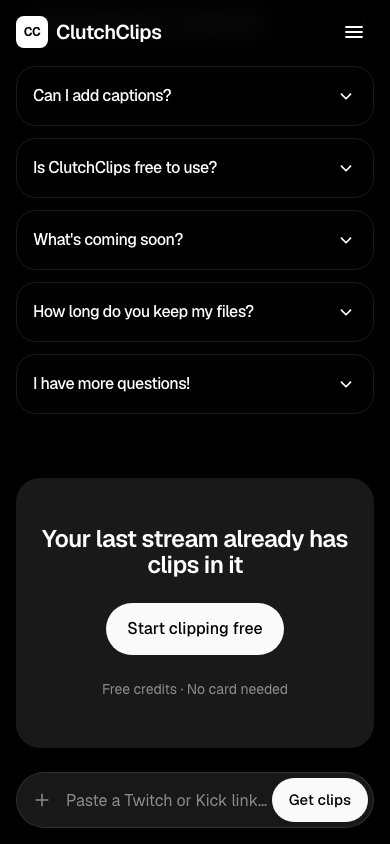 CC ClutchClips
Can I add captions?
Is ClutchClips free to use?
What's coming soon?
How long do you keep my files?
I have more questions!
Your last stream already has
clips in it
Start clipping free
Free credits · No card needed
Paste a Twitch or Kick link... Get clips